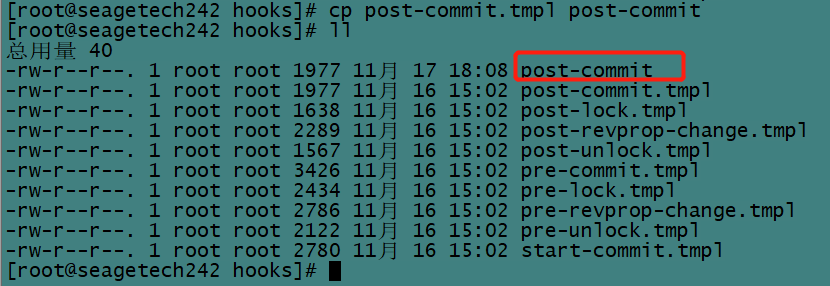 [root@seagetech242 hooks]# cp post-commit.tmpl post-commit
[root@seagetech242 hooks]# ll
总用量 40
-rw-r--r--. 1 root root 1977 11月 17 18:08 post-commit
-rw-r--r--. 1 root root 1977 11月 16 15:02 post-commit.tmpl
-rw-r--r--. 1 root root 1638 11月 16 15:02 post-lock.tmpl
-rw-r--r--. 1 root root 2289 11月 16 15:02 post-revprop-change.tmpl
-rw-r--r--. 1 root root 1567 11月 16 15:02 post-unlock.tmpl
-rw-r--r--. 1 root root 3426 11月 16 15:02 pre-commit.tmpl
-rw-r--r--. 1 root root 2434 11月 16 15:02 pre-lock.tmpl
-rw-r--r--. 1 root root 2786 11月 16 15:02 pre-revprop-change.tmpl
-rw-r--r--. 1 root root 2122 11月 16 15:02 pre-unlock.tmpl
-rw-r--r--. 1 root root 2780 11月 16 15:02 start-commit.tmpl
[root@seagetech242 hooks]#